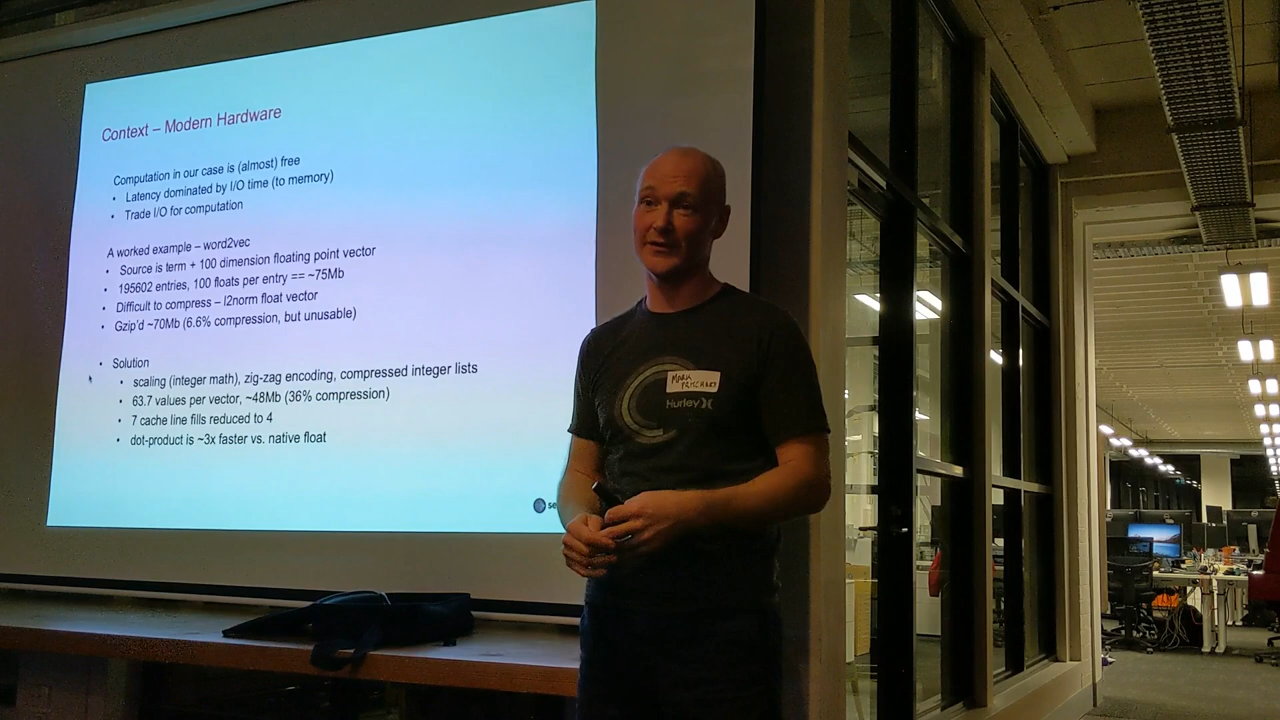 Context – Modern Hardware
Computation in our case is (almost) free
• Latency dominated by I/O time (to memory)
• Trade I/O for computation
A worked example – word2vec
• Source is term + 100 dimension floating point vector
• 195602 entries, 100 floats per entry == ~75Mb
• Difficult to compress – l2norm float vector
• Gzip'd ~70Mb (6.6% compression, but unusable)
• Solution
• scaling (integer math), zig-zag encoding, compressed integer lists
• 63.7 values per vector, ~48Mb (36% compression)
• 7 cache line fills reduced to 4
• dot-product is ~3x faster vs. native float
se
MARK
PRITCHARD
Hurley